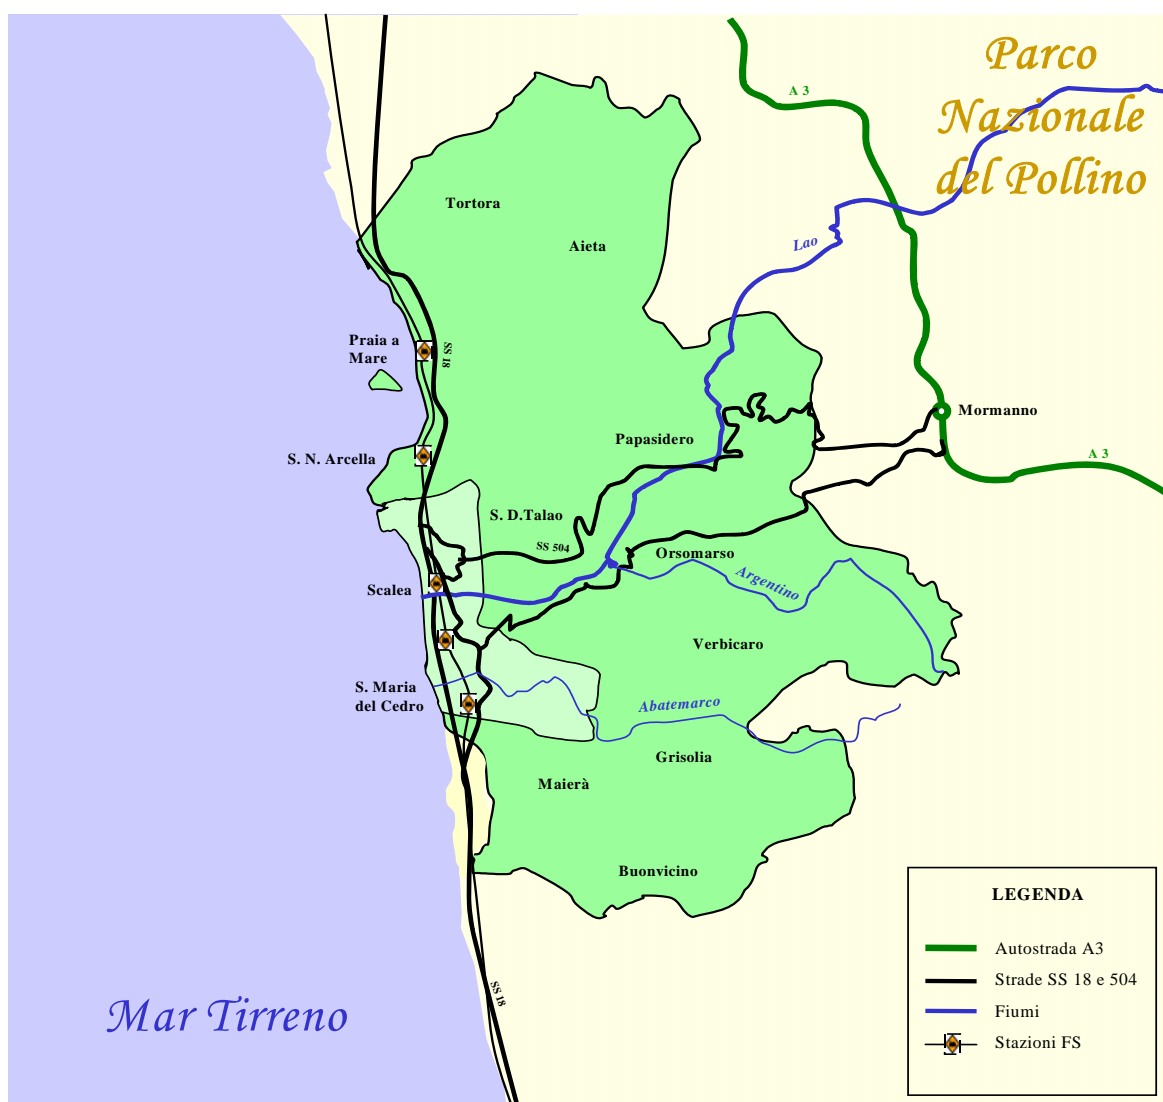 Parco
Nazionale
del Pollino
A 3
Tortora
Aieta
Lao
Praia a
Mare
SS 18
Mormanno
Papasidero
S. N. Arcella
A 3
S. D.Talao
SS 504
Orsomarso
Argentino
Scalea
Verbicaro
S. Maria
del Cedro
Abatemarco
Grisolia
Maierà
Buonvicino
SS 18
Mar Tirreno
LEGENDA
Autostrada A3
Strade SS 18 e 504
Fiumi
Stazioni FS